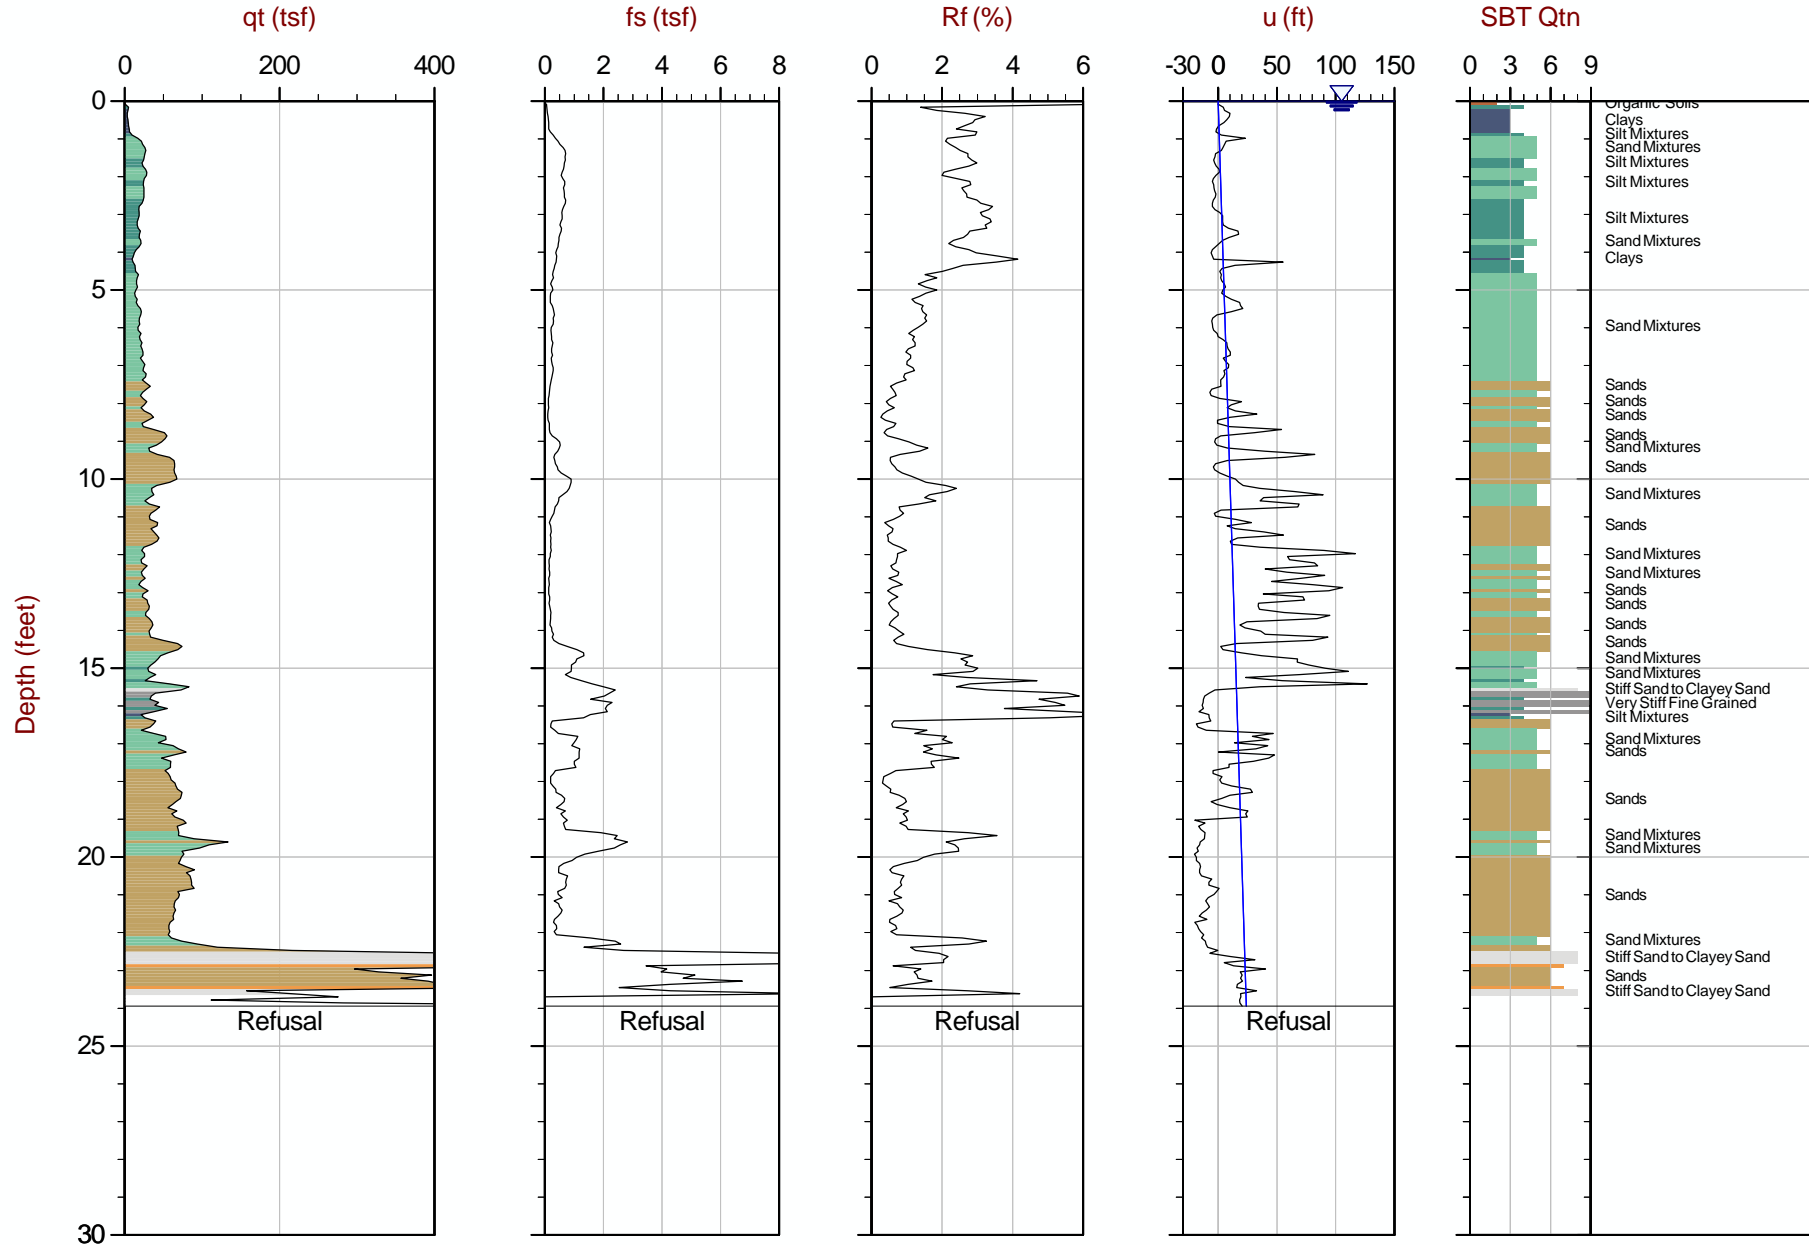 qt (tsf) fs (tsf) Rf (%) u (ft) SBT Qtn
0 200 400 0 2 4 6 8 0 2 4 6 -30 0 50 100 150 0 3 6 9
0
5
10
15
20
25
30
Depth (feet)
Organic Soils
Clays
Silt Mixtures
Sand Mixtures
Silt Mixtures
Silt Mixtures
Silt Mixtures
Sand Mixtures
Clays
Sand Mixtures
Sands
Sands
Sands
Sands
Sand Mixtures
Sands
Sand Mixtures
Sands
Sand Mixtures
Sand Mixtures
Sands
Sands
Sands
Sands
Sand Mixtures
Sand Mixtures
Stiff Sand to Clayey Sand
Very Stiff Fine Grained
Silt Mixtures
Sand Mixtures
Sands
Sands
Sand Mixtures
Sand Mixtures
Sands
Sand Mixtures
Stiff Sand to Clayey Sand
Sands
Stiff Sand to Clayey Sand
Refusal Refusal Refusal Refusal